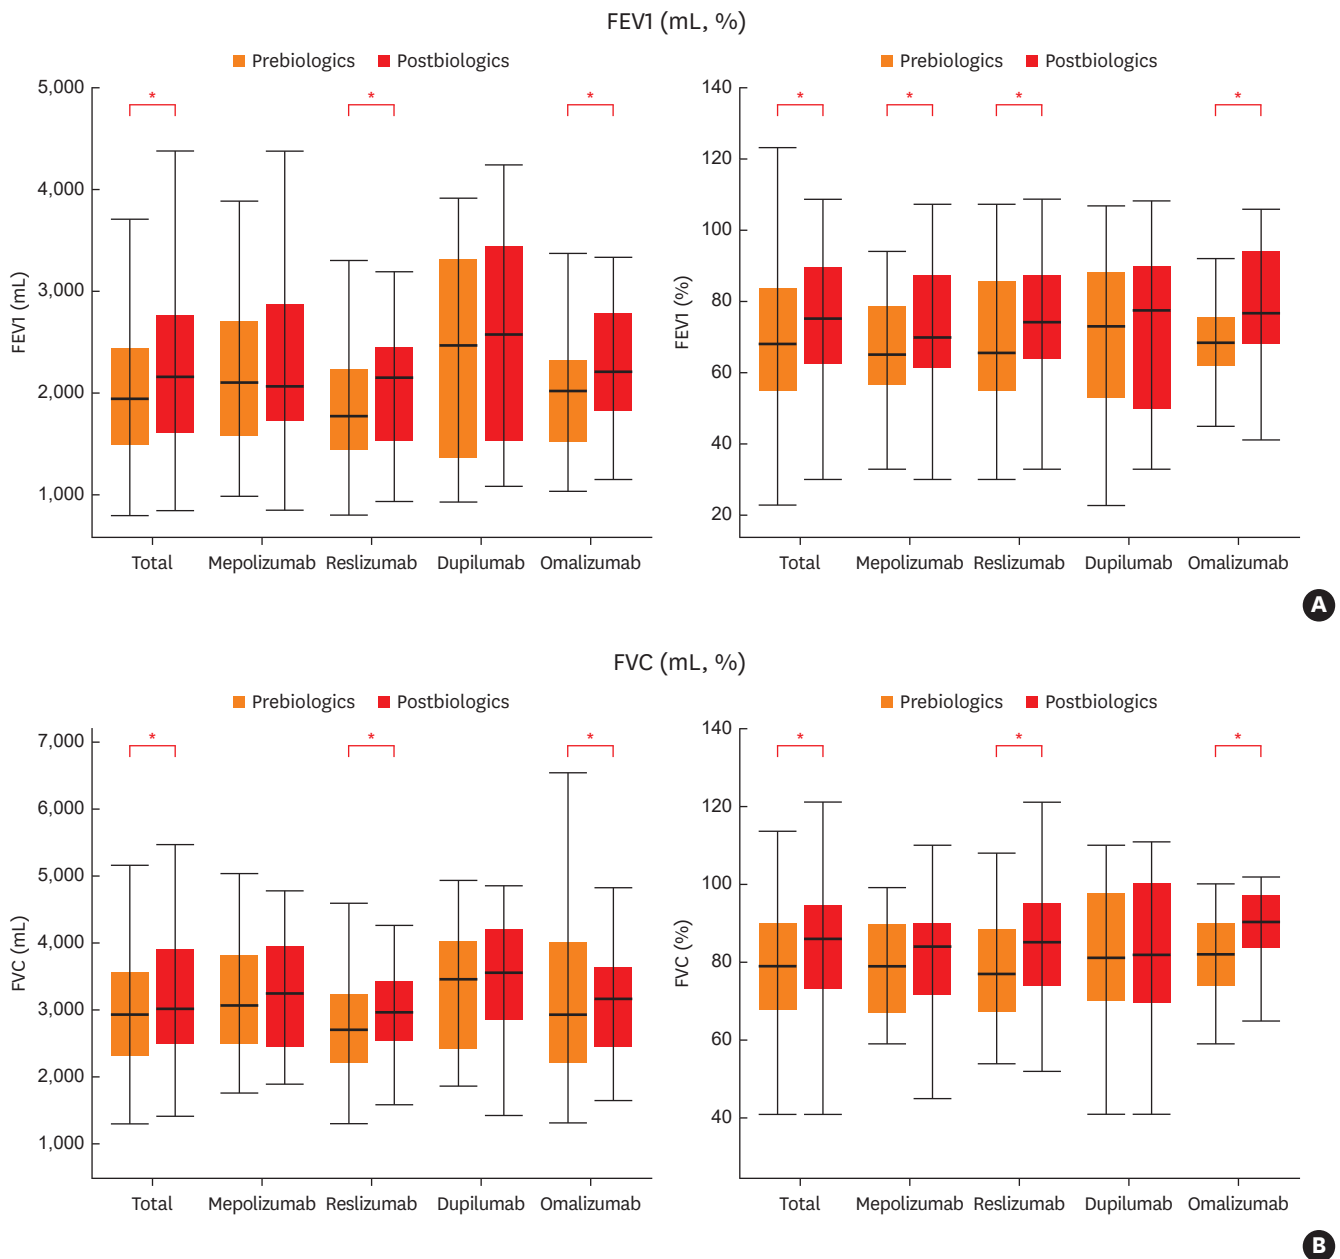 FEV1 (mL, %)
Prebiologics Postbiologics
*
*
*
5,000
4,000
3,000
2,000
1,000
FEV1 (mL)
Total Mepolizumab Reslizumab Dupilumab Omalizumab
Prebiologics Postbiologics
*
*
*
*
140
120
100
80
60
40
20
FEV1 (%)
Total Mepolizumab Reslizumab Dupilumab Omalizumab
A
FVC (mL, %)
Prebiologics Postbiologics
*
*
*
7,000
6,000
5,000
4,000
3,000
2,000
1,000
FVC (mL)
Total Mepolizumab Reslizumab Dupilumab Omalizumab
Prebiologics Postbiologics
*
*
*
140
120
100
80
60
40
FVC (%)
Total Mepolizumab Reslizumab Dupilumab Omalizumab
B